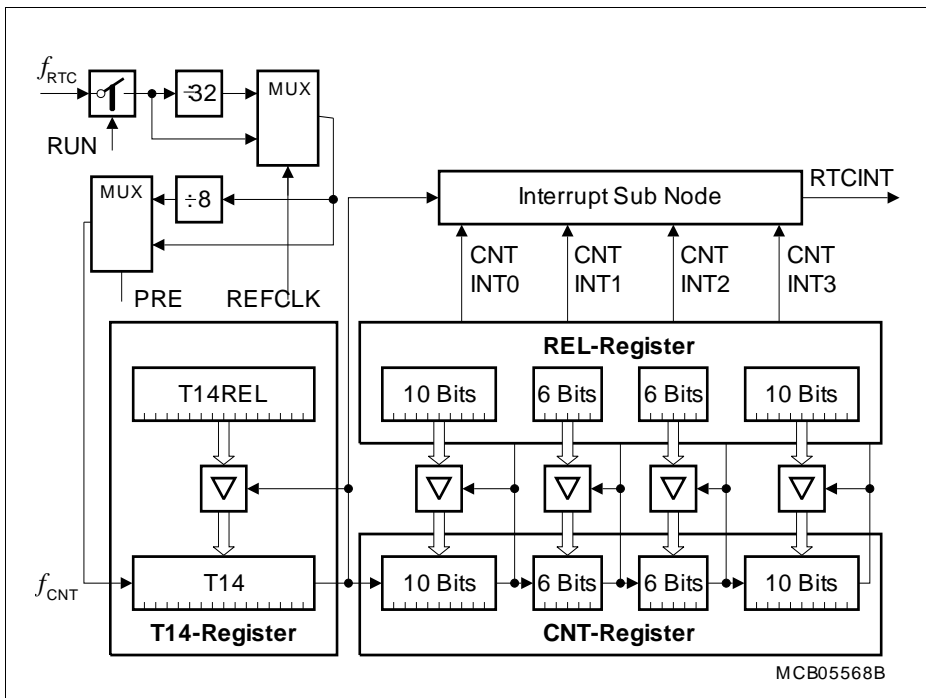 fRTC
÷32
MUX
RUN
MUX
÷8
PRE
REFCLK
Interrupt Sub Node
RTCINT
CNT
INT0
CNT
INT1
CNT
INT2
CNT
INT3
REL-Register
T14REL
10 Bits
6 Bits
6 Bits
10 Bits
fCNT
T14
10 Bits
6 Bits
6 Bits
10 Bits
T14-Register
CNT-Register
MCB05568B